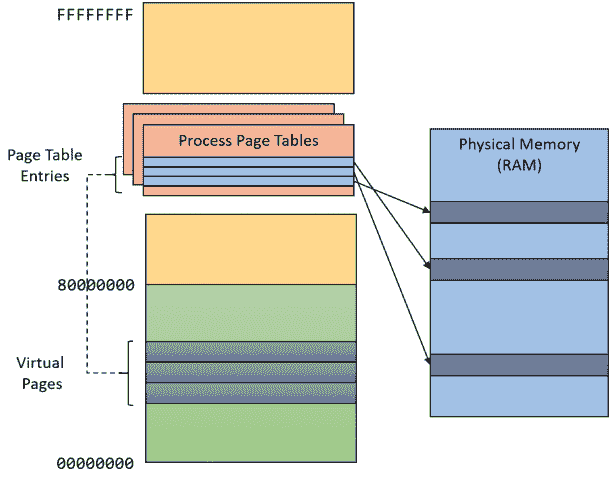 FFFFFFFF
Process Page Tables
Page Table
Entries
Physical Memory
(RAM)
80000000
Virtual
Pages
00000000